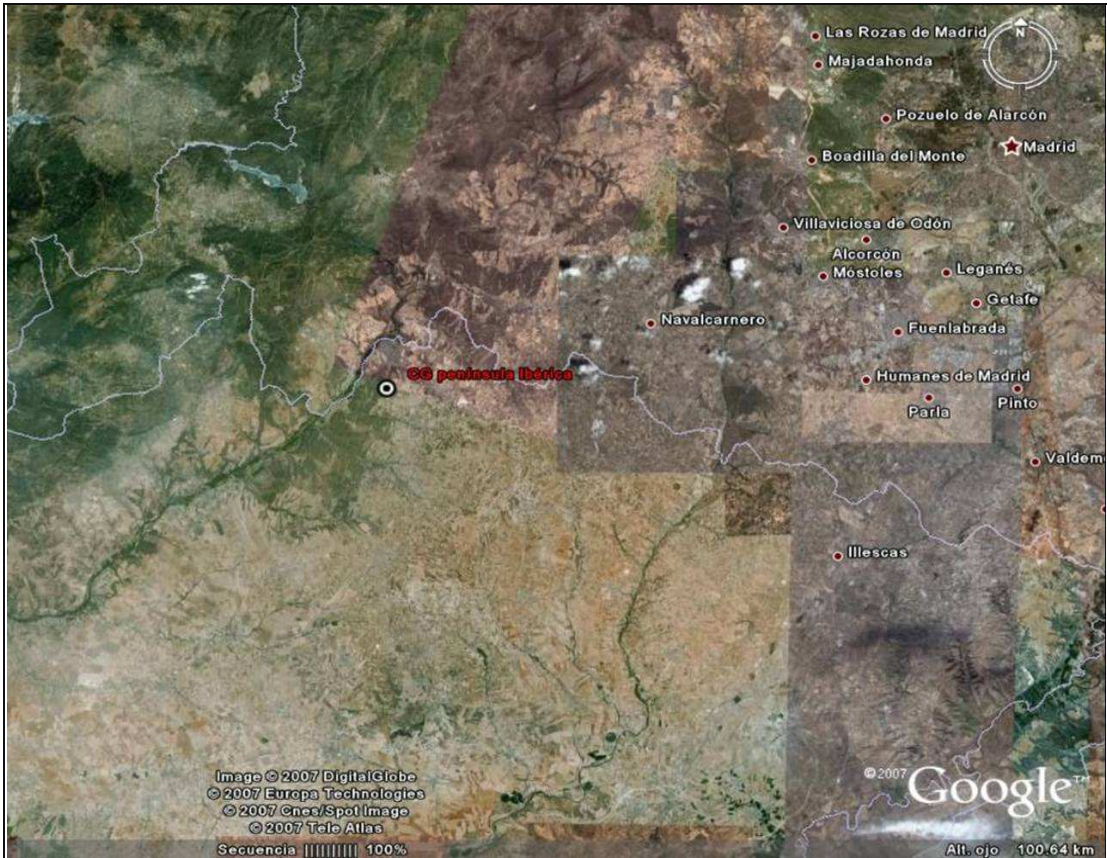 Las Rozas de Madrid
N
Majadahonda
Pozuelo de Alarcón
Madrid
Boadilla del Monte
Villaviciosa de Odón
Alcorcón
Móstoles
Leganés
Getafe
Navalcarnero
Fuenlabrada
CG península Ibérica
Humanes de Madrid
Parla
Pinto
Valdem
Illescas
Image © 2007 DigitalGlobe
© 2007 Europa Technologies
© 2007 Cnes/Spot Image
© 2007 Tele Atlas
© 2007 Google™
Secuencia |||||||||| 100%
Alt. ojo 100.64 km